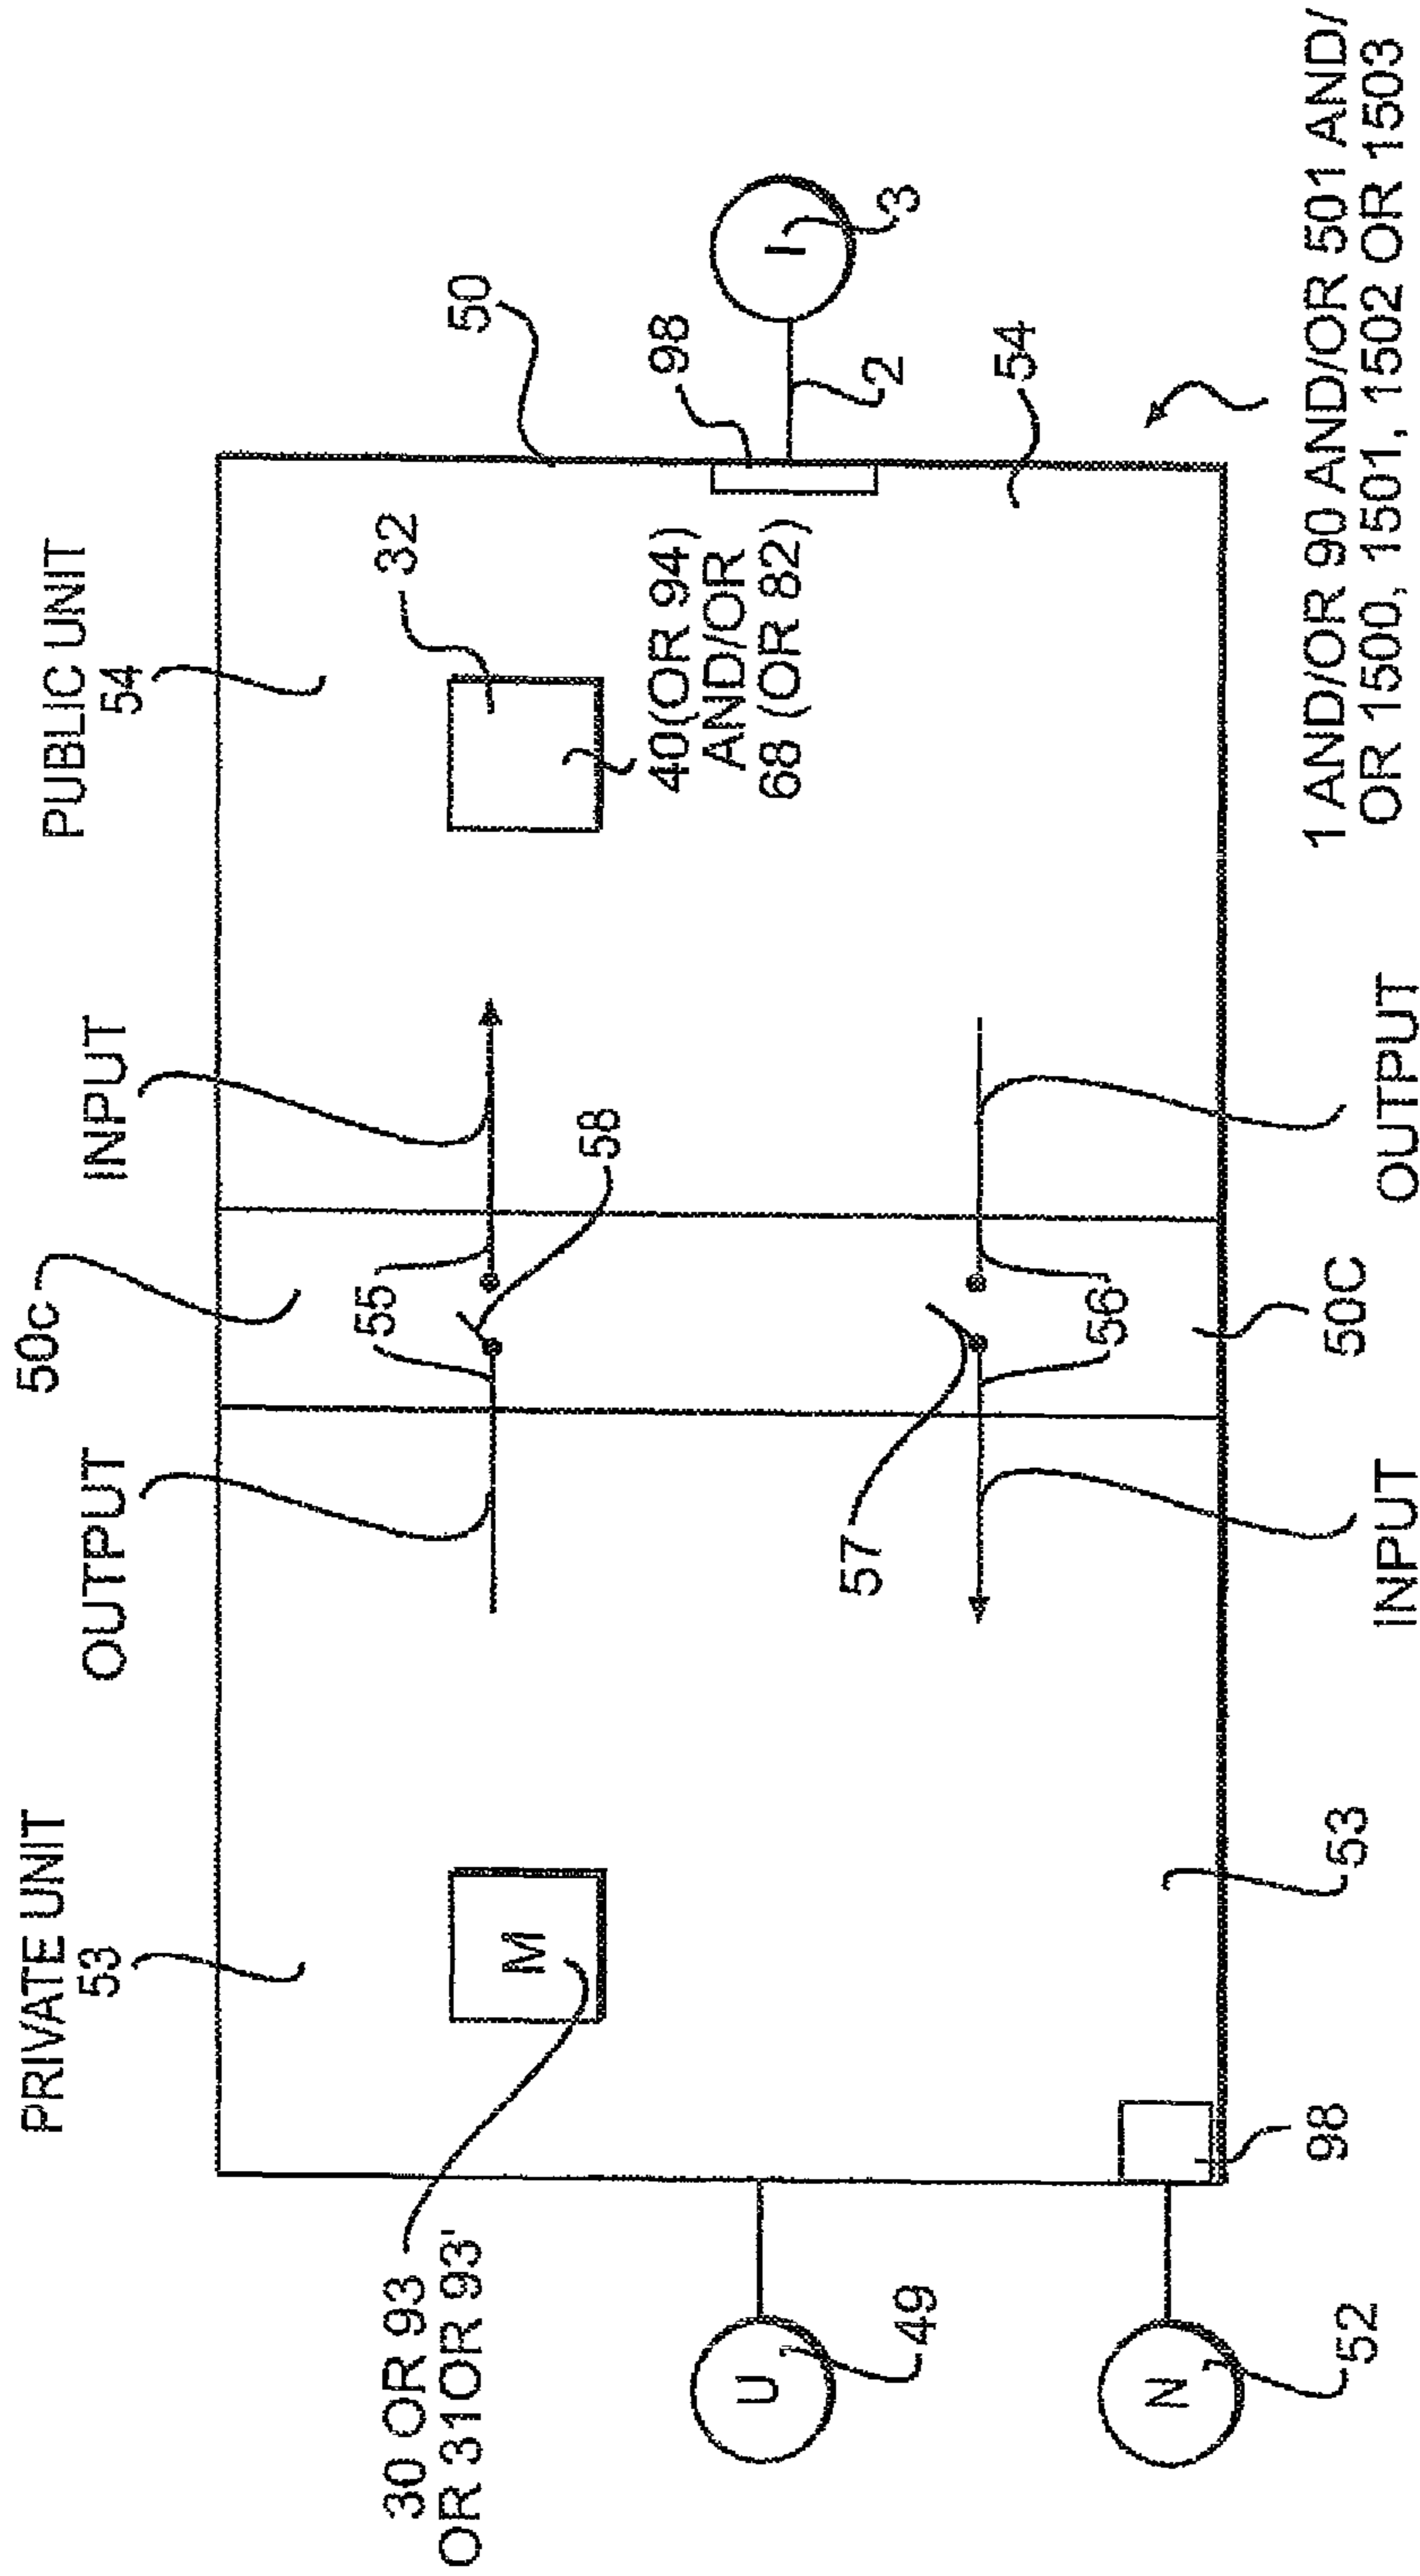 PRIVATE UNIT
53
OUTPUT
50c
INPUT
PUBLIC UNIT
54
30 OR 93
OR 31OR 93'
M
55
58
32
40(OR 94)
AND/OR
68 (OR 82)
50
98
I
3
2
U
49
57
56
54
N
52
98
53
INPUT
50C
OUTPUT
1 AND/OR 90 AND/OR 501 AND/
OR 1500, 1501, 1502 OR 1503